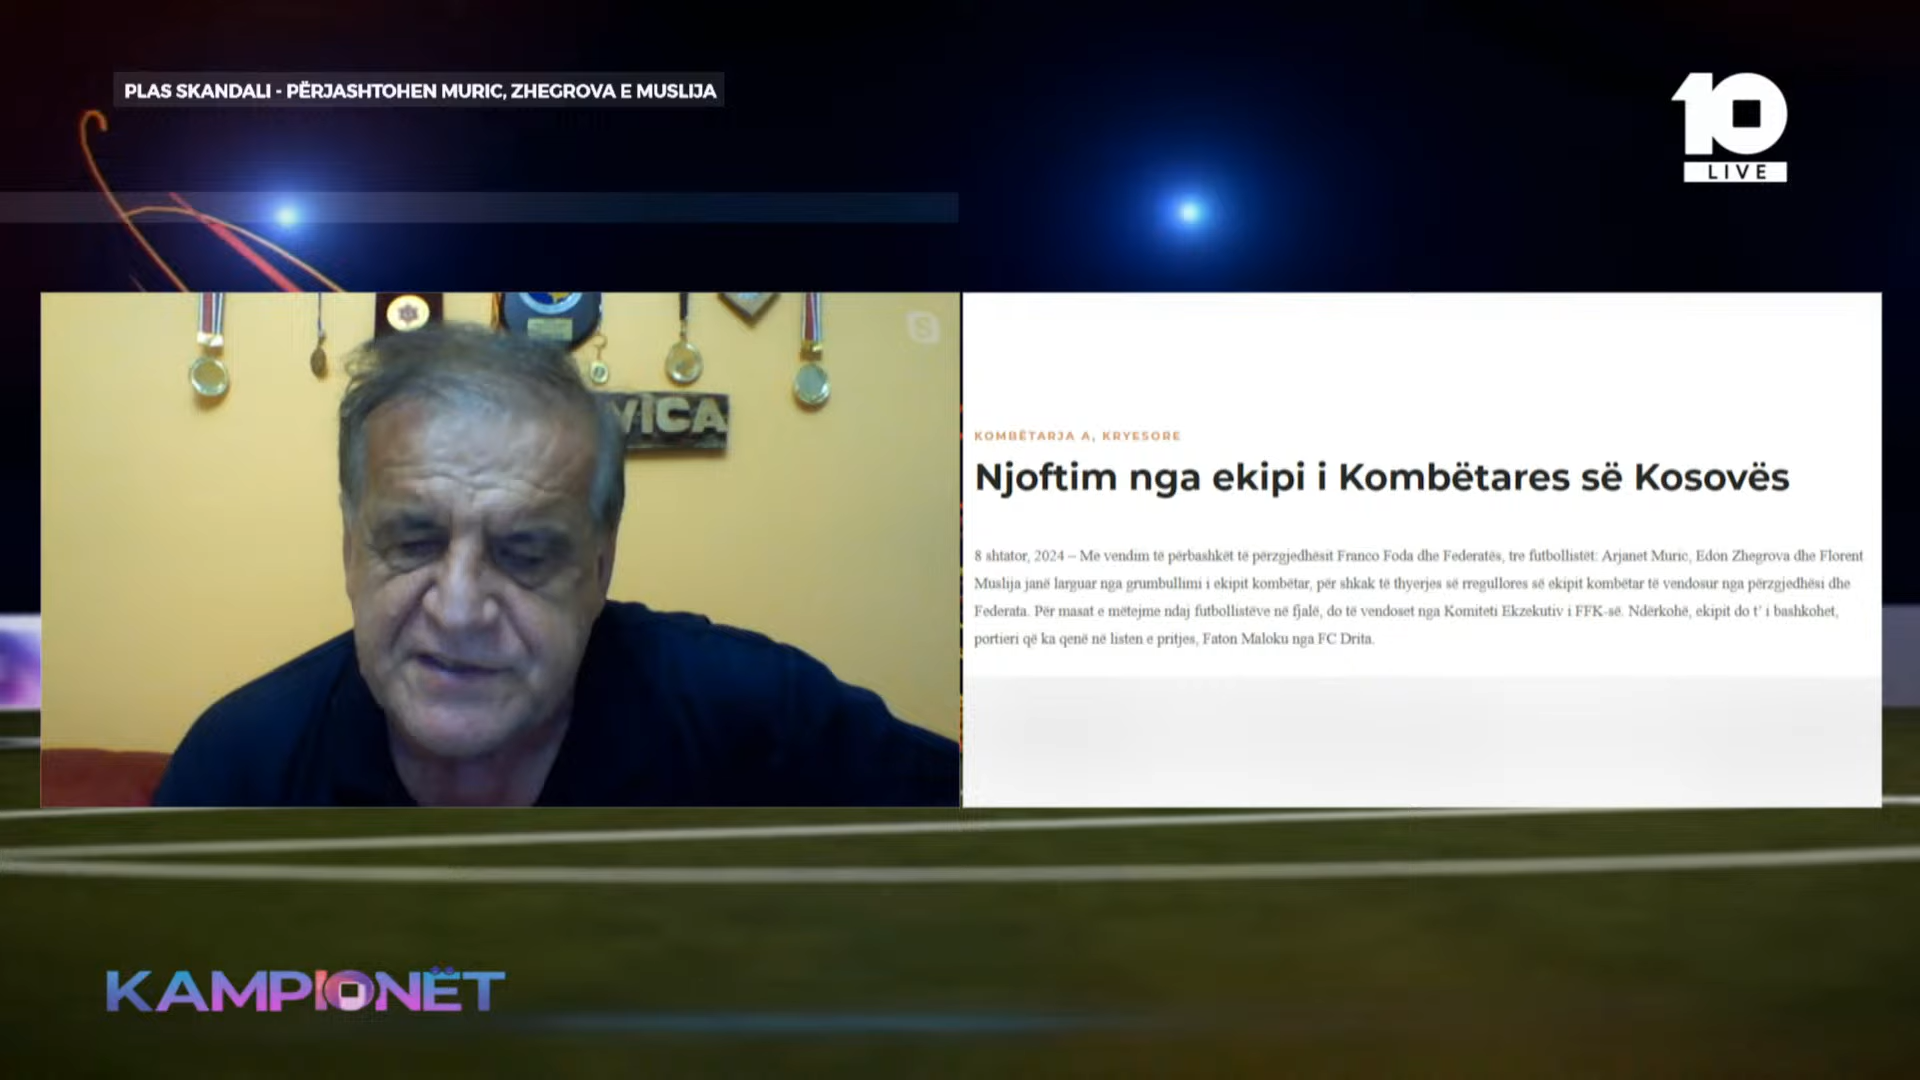 PLAS SKANDALI - PËRJASHTOHEN MURIC, ZHEGROVA E MUSLIJA
10
LIVE
S
VICA
KOMBËTARJA A, KRYESORE
Njoftim nga ekipi i Kombëtares së Kosovës
8 shtator, 2024 – Me vendim të përbashkët të përzgjedhësit Franco Foda dhe Federatës, tre futbollistët: Arjanet Muric, Edon Zhegrova dhe Florent
Muslija janë larguar nga grumbullimi i ekipit kombëtar, për shkak të thyerjes së rregullores së ekipit kombëtar të vendosur nga përzgjedhësi dhe
Federata. Për masat e mëtejme ndaj futbollistëve në fjalë, do të vendoset nga Komiteti Ekzekutiv i FFK-së. Ndërkohë, ekipit do t' i bashkohet,
portieri që ka qenë në listen e pritjes, Faton Maloku nga FC Drita.
KAMPIONËT